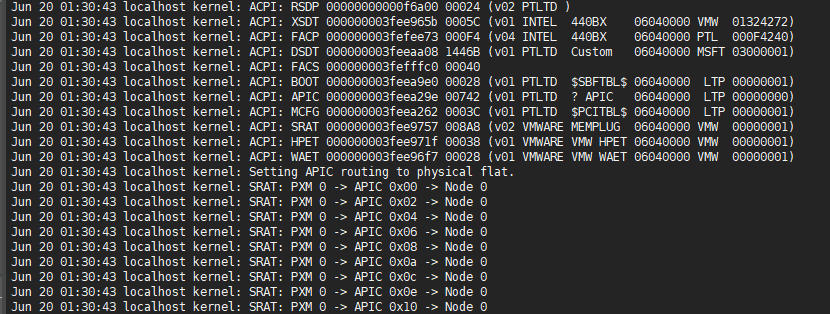 Jun 20 01:30:43 localhost kernel: ACPI: RSDP 00000000000f6a00 00024 (v02 PTLTD )
Jun 20 01:30:43 localhost kernel: ACPI: XSDT 000000003fee965b 0005C (v01 INTEL  440BX    06040000 VMW  01324272)
Jun 20 01:30:43 localhost kernel: ACPI: FACP 000000003fefee73 000F4 (v04 INTEL  440BX    06040000 PTL  000F4240)
Jun 20 01:30:43 localhost kernel: ACPI: DSDT 000000003feeaa08 1446B (v01 PTLTD  Custom   06040000 MSFT 03000001)
Jun 20 01:30:43 localhost kernel: ACPI: FACS 000000003fefffc0 00040
Jun 20 01:30:43 localhost kernel: ACPI: BOOT 000000003feea9e0 00028 (v01 PTLTD  $SBFTBL$ 06040000  LTP 00000001)
Jun 20 01:30:43 localhost kernel: ACPI: APIC 000000003feea29e 00742 (v01 PTLTD  ? APIC   06040000  LTP 00000000)
Jun 20 01:30:43 localhost kernel: ACPI: MCFG 000000003feea262 0003C (v01 PTLTD  $PCITBL$ 06040000  LTP 00000001)
Jun 20 01:30:43 localhost kernel: ACPI: SRAT 000000003fee9757 008A8 (v02 VMWARE MEMPLUG  06040000 VMW  00000001)
Jun 20 01:30:43 localhost kernel: ACPI: HPET 000000003fee971f 00038 (v01 VMWARE VMW HPET 06040000 VMW  00000001)
Jun 20 01:30:43 localhost kernel: ACPI: WAET 000000003fee96f7 00028 (v01 VMWARE VMW WAET 06040000 VMW  00000001)
Jun 20 01:30:43 localhost kernel: Setting APIC routing to physical flat.
Jun 20 01:30:43 localhost kernel: SRAT: PXM 0 -> APIC 0x00 -> Node 0
Jun 20 01:30:43 localhost kernel: SRAT: PXM 0 -> APIC 0x02 -> Node 0
Jun 20 01:30:43 localhost kernel: SRAT: PXM 0 -> APIC 0x04 -> Node 0
Jun 20 01:30:43 localhost kernel: SRAT: PXM 0 -> APIC 0x06 -> Node 0
Jun 20 01:30:43 localhost kernel: SRAT: PXM 0 -> APIC 0x08 -> Node 0
Jun 20 01:30:43 localhost kernel: SRAT: PXM 0 -> APIC 0x0a -> Node 0
Jun 20 01:30:43 localhost kernel: SRAT: PXM 0 -> APIC 0x0c -> Node 0
Jun 20 01:30:43 localhost kernel: SRAT: PXM 0 -> APIC 0x0e -> Node 0
Jun 20 01:30:43 localhost kernel: SRAT: PXM 0 -> APIC 0x10 -> Node 0